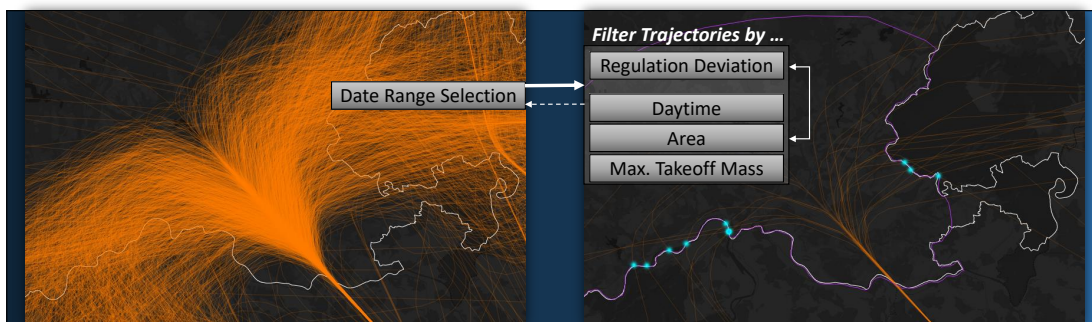 Filter Trajectories by ...
Regulation Deviation
Date Range Selection
Daytime
Area
Max. Takeoff Mass